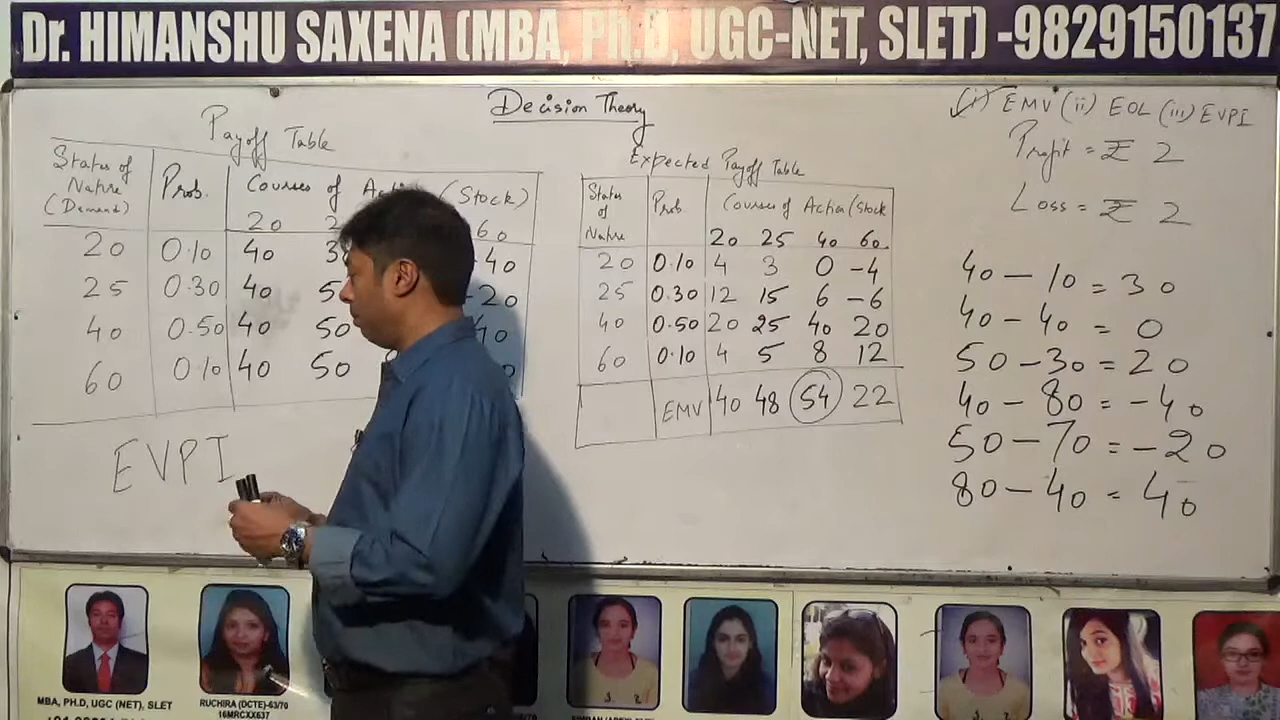 Dr. HIMANSHU SAXENA (MBA, Ph.D, UGC-NET, SLET) -9829150137
Decision Theory
(i) EMV (ii) EOL (iii) EVPI
Profit = ₹ 2
Loss = ₹ 2
Payoff Table
States of Nature (Demand) Prob. Courses of (Stock)
20 60
20 0.10 40 -40
25 0.30 40 -20
40 0.50 40 50 40
60 0.10 40 50
EVPI
Expected Payoff Table
States of Nature Prob Courses of Action (Stock
20 25 40 60
20 0.10 4 3 0 -4
25 0.30 12 15 6 -6
40 0.50 20 25 40 20
60 0.10 4 5 8 12
EMV 40 48 54 22
40 - 10 = 30
40 - 40 = 0
50 - 30 = 20
40 - 80 = -40
50 - 70 = -20
80 - 40 = 40
MBA, PH.D, UGC (NET), SLET
RUCHIRA (DCTE)-63/70
16MRCXX637